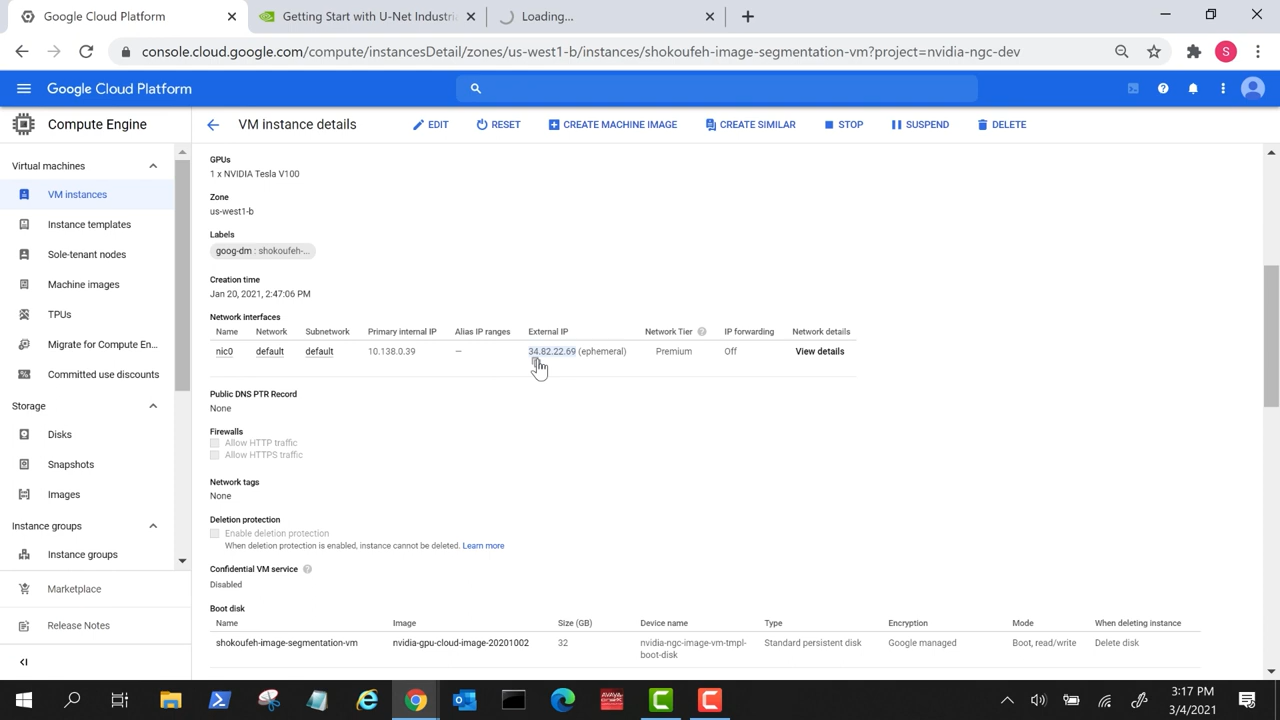 Google Cloud Platform
Getting Start with U-Net Industri
Loading...
console.cloud.google.com/compute/instancesDetail/zones/us-west1-b/instances/shokoufeh-image-segmentation-vm?project=nvidia-ngc-dev
S
Google Cloud Platform
Compute Engine
VM instance details
EDIT
RESET
CREATE MACHINE IMAGE
CREATE SIMILAR
STOP
SUSPEND
DELETE
Virtual machines
VM instances
Instance templates
Sole-tenant nodes
Machine images
TPUs
Migrate for Compute En...
Committed use discounts
Storage
Disks
Snapshots
Images
Instance groups
Instance groups
Marketplace
Release Notes
GPUs
1 x NVIDIA Tesla V100
Zone
us-west1-b
Labels
goog-dm : shokoufeh-...
Creation time
Jan 20, 2021, 2:47:06 PM
Network interfaces
Name Network Subnetwork Primary internal IP Alias IP ranges External IP Network Tier IP forwarding Network details
nic0 default default 10.138.0.39 — 34.82.22.69 (ephemeral) Premium Off View details
Public DNS PTR Record
None
Firewalls
Allow HTTP traffic
Allow HTTPS traffic
Network tags
None
Deletion protection
Enable deletion protection
When deletion protection is enabled, instance cannot be deleted. Learn more
Confidential VM service
Disabled
Boot disk
Name Image Size (GB) Device name Type Encryption Mode When deleting instance
shokoufeh-image-segmentation-vm nvidia-gpu-cloud-image-20201002 32 nvidia-ngc-image-vm-tmpl-boot-disk Standard persistent disk Google managed Boot, read/write Delete disk
AVAYA
3:17 PM
3/4/2021